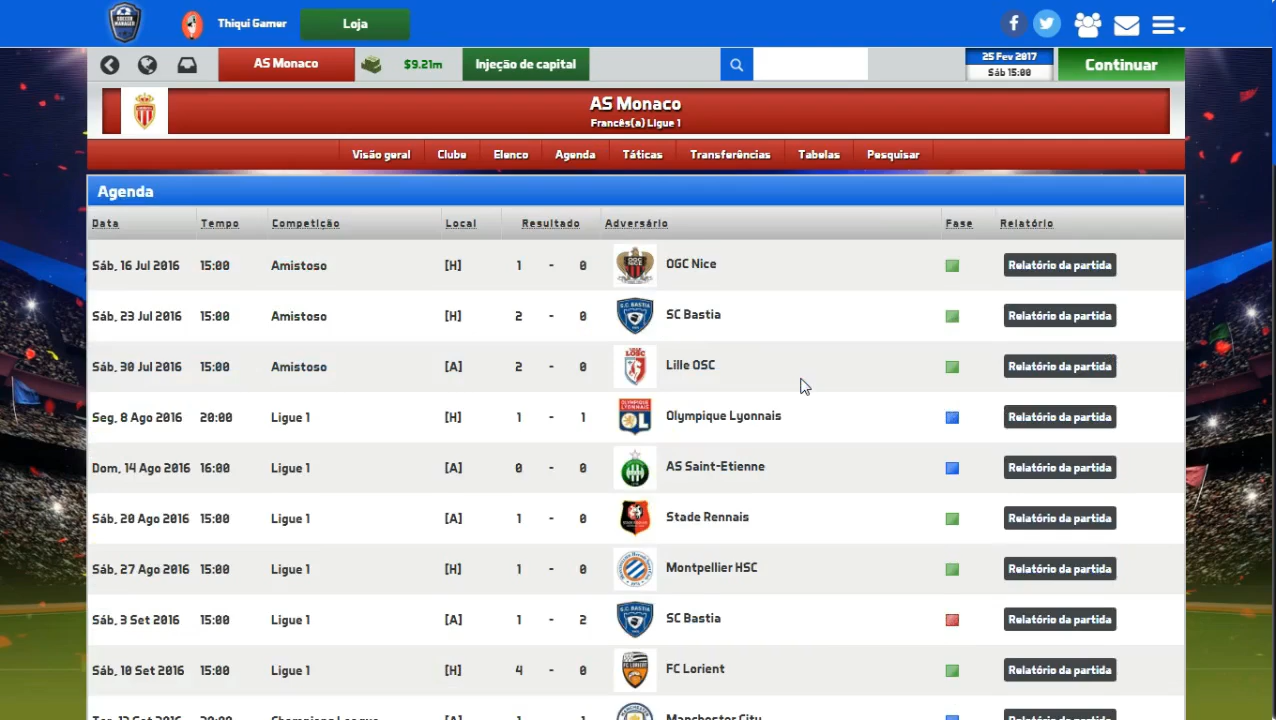 Thiqui Gamer Loja
AS Monaco $9.21m Injeção de capital 25 Fev 2017 Continuar
Sáb 15:00
AS Monaco
Francês(a) Ligue 1
Visão geral Clube Elenco Agenda Táticas Transferências Tabelas Pesquisar
Agenda
Data Tempo Competição Local Resultado Adversário Fase Relatório
Sáb, 16 Jul 2016 15:00 Amistoso [H] 1 - 0 OGC Nice Relatório da partida
Sáb, 23 Jul 2016 15:00 Amistoso [H] 2 - 0 SC Bastia Relatório da partida
Sáb, 30 Jul 2016 15:00 Amistoso [A] 2 - 0 Lille OSC Relatório da partida
Seg, 8 Ago 2016 20:00 Ligue 1 [H] 1 - 1 Olympique Lyonnais Relatório da partida
Dom, 14 Ago 2016 16:00 Ligue 1 [A] 0 - 0 AS Saint-Etienne Relatório da partida
Sáb, 20 Ago 2016 15:00 Ligue 1 [A] 1 - 0 Stade Rennais Relatório da partida
Sáb, 27 Ago 2016 15:00 Ligue 1 [H] 1 - 0 Montpellier HSC Relatório da partida
Sáb, 3 Set 2016 15:00 Ligue 1 [A] 1 - 2 SC Bastia Relatório da partida
Sáb, 10 Set 2016 15:00 Ligue 1 [H] 4 - 0 FC Lorient Relatório da partida
Champions League [A] 1 - 1 Manchester City Relatório da partida